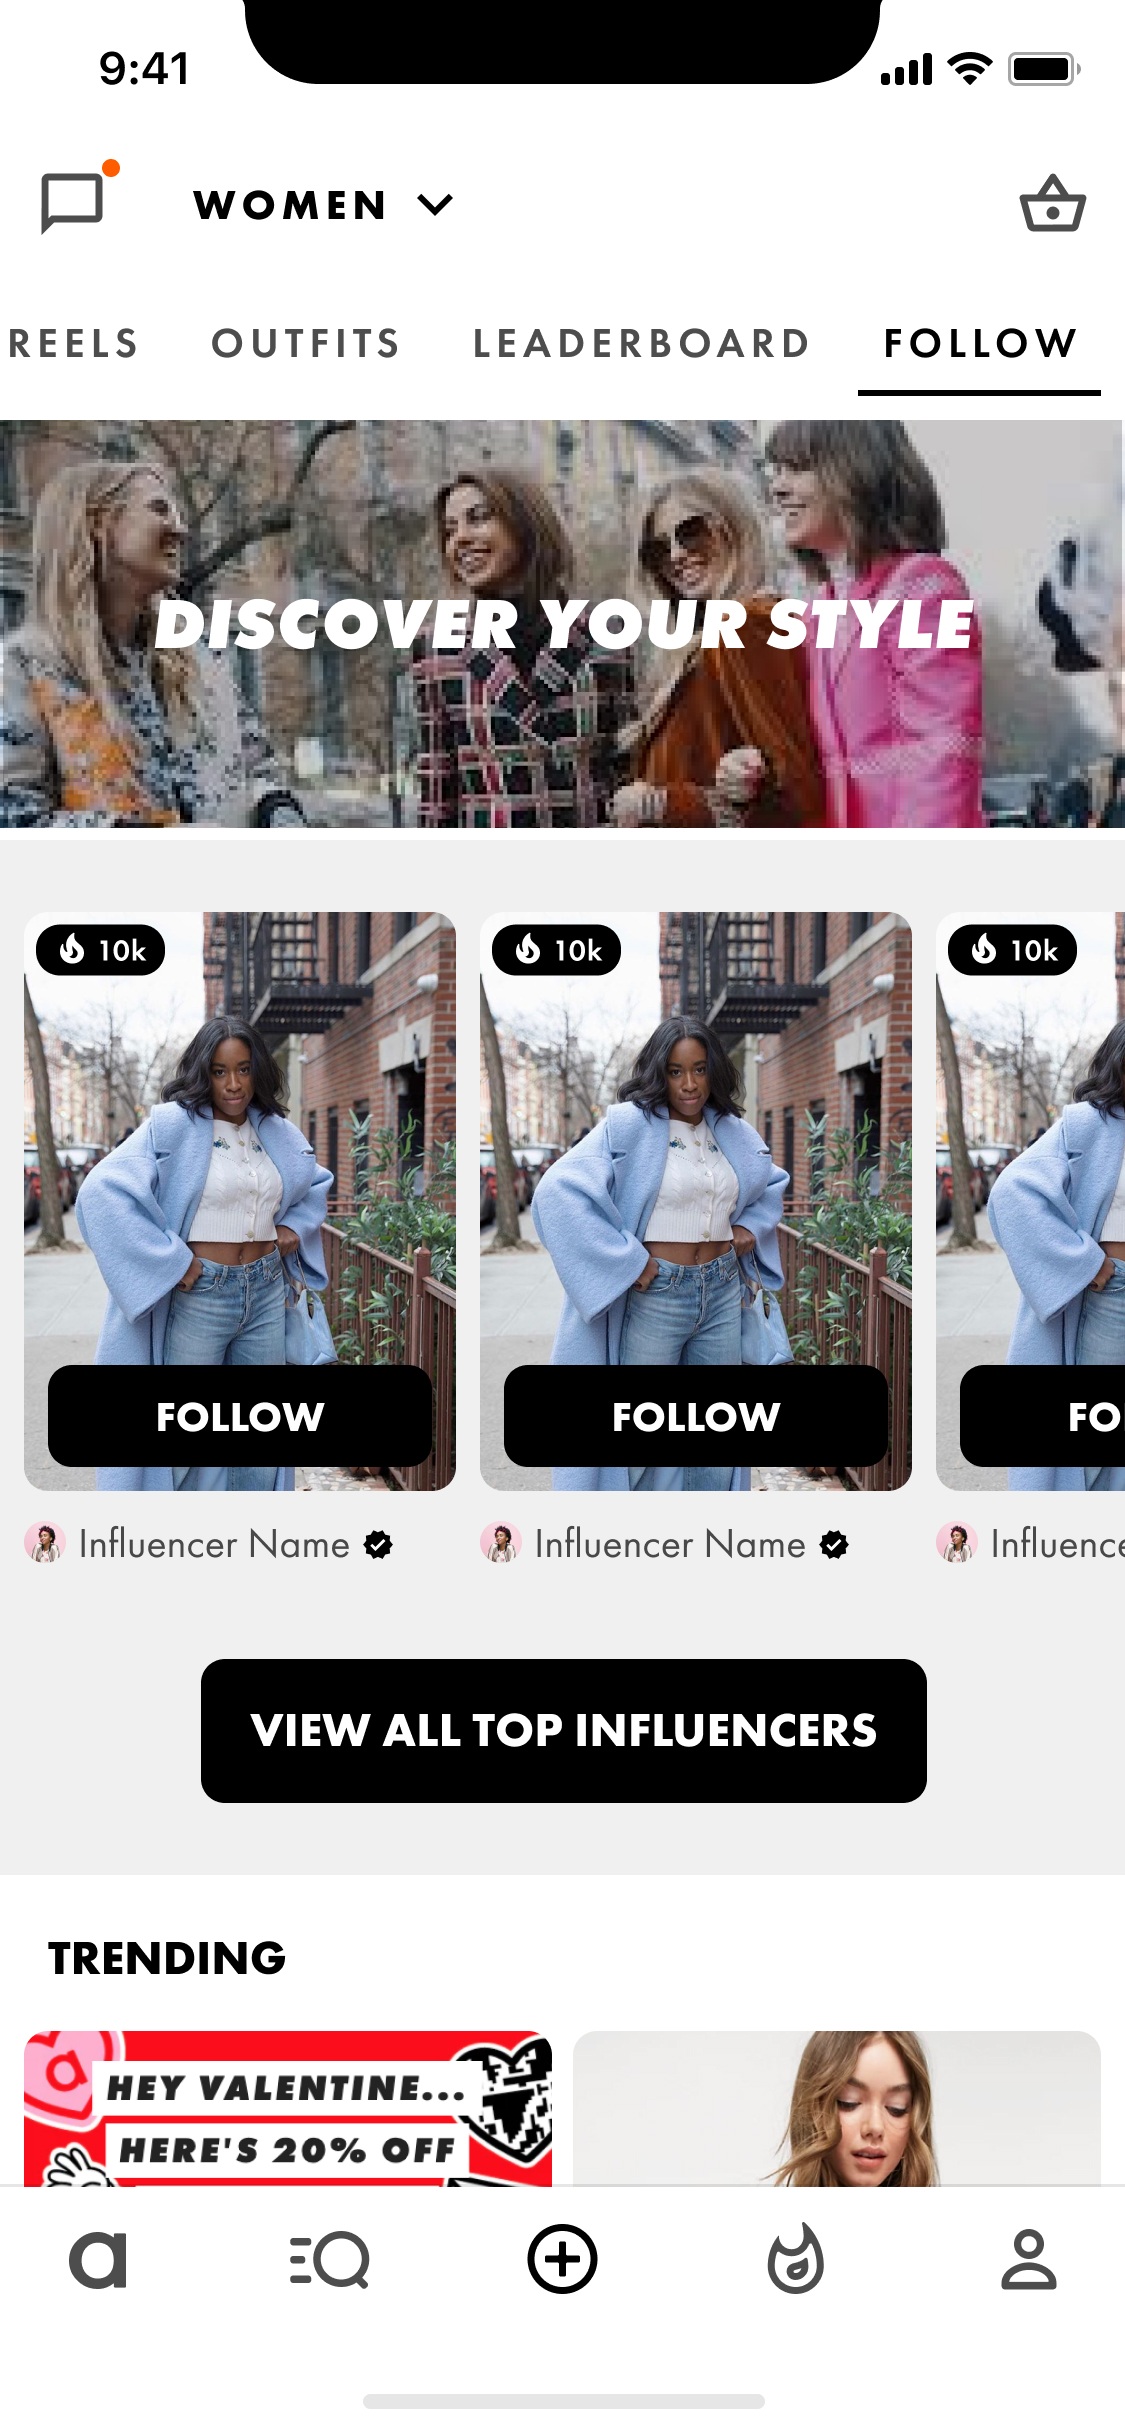 9:41
WOMEN
REELS OUTFITS LEADERBOARD FOLLOW
DISCOVER YOUR STYLE
10k 10k 10k
FOLLOW FOLLOW FO
Influencer Name Influencer Name Influence
VIEW ALL TOP INFLUENCERS
TRENDING
a HEY VALENTINE...
HERE'S 20% OFF
a